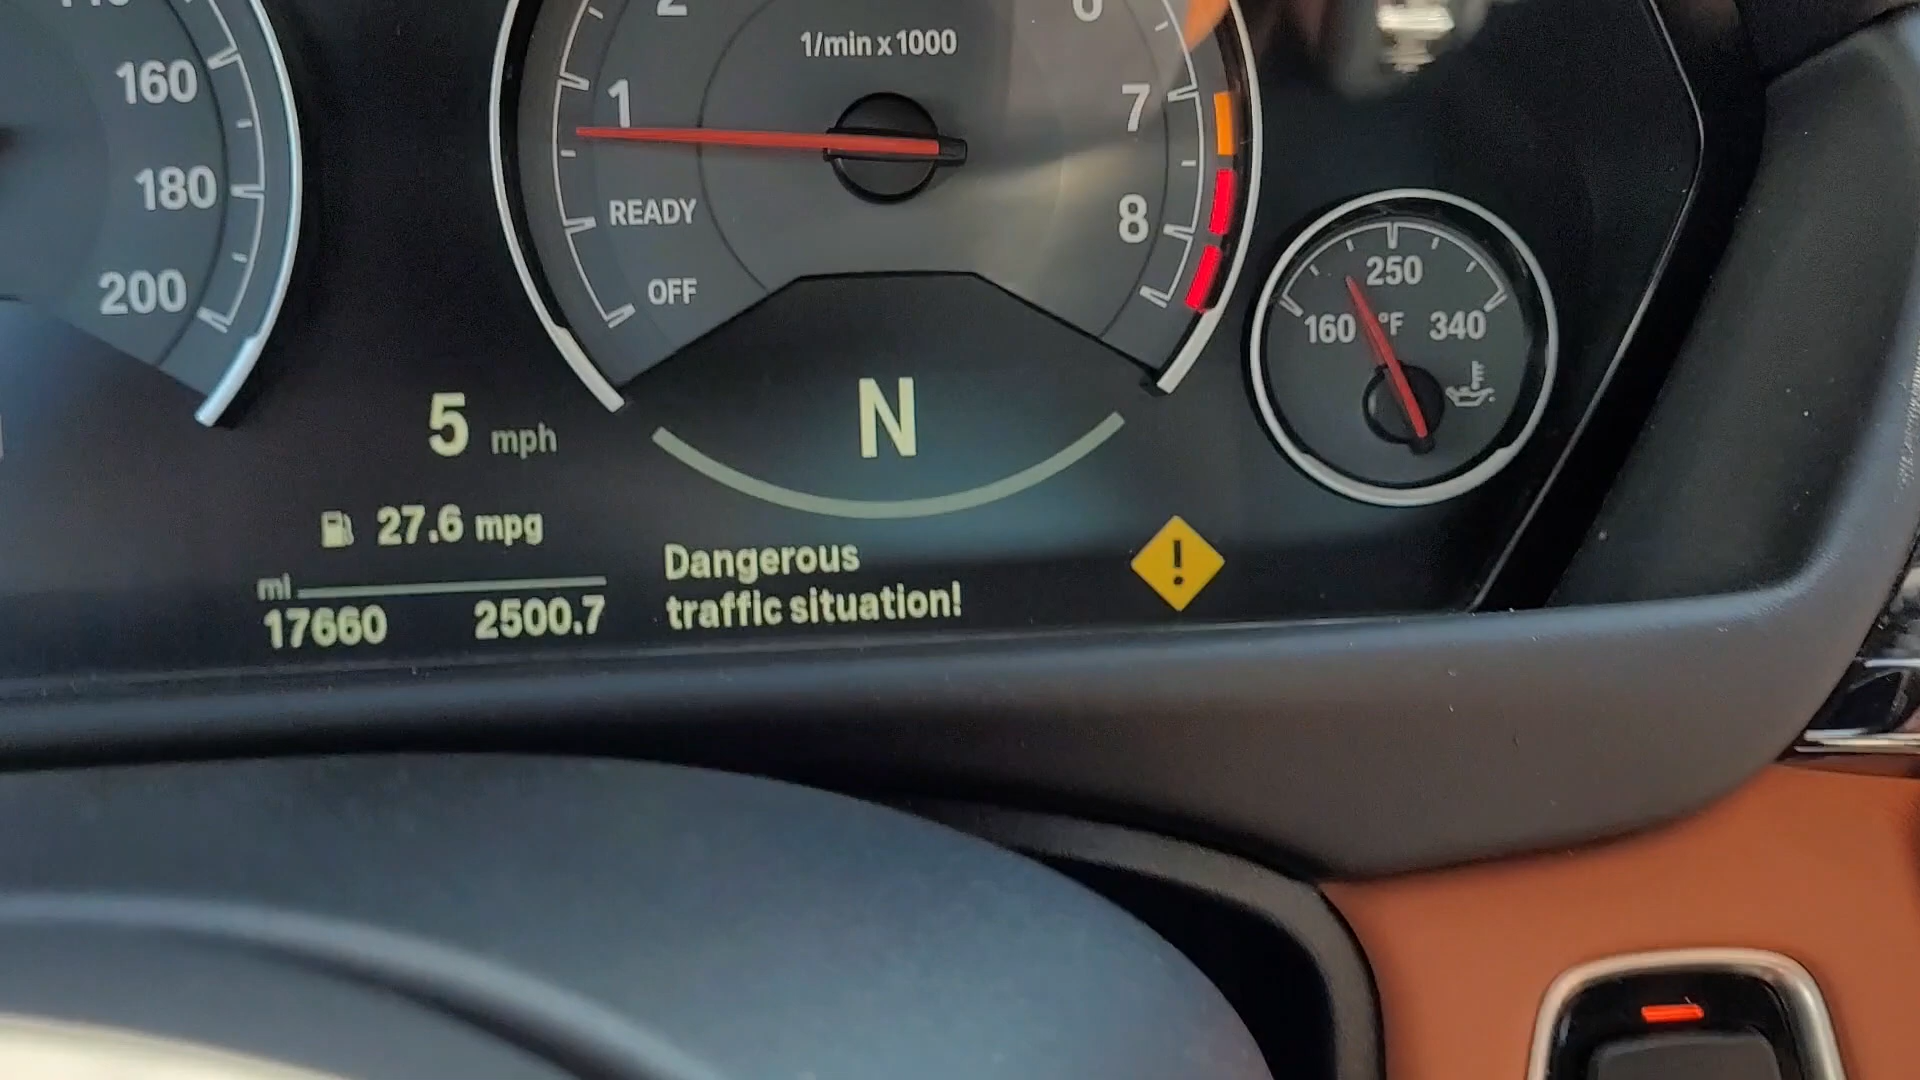 160
180
200
1/min x 1000
1
7
8
READY
OFF
250
160 °F 340
N
5 mph
27.6 mpg
mi
17660 2500.7
Dangerous
traffic situation!
!